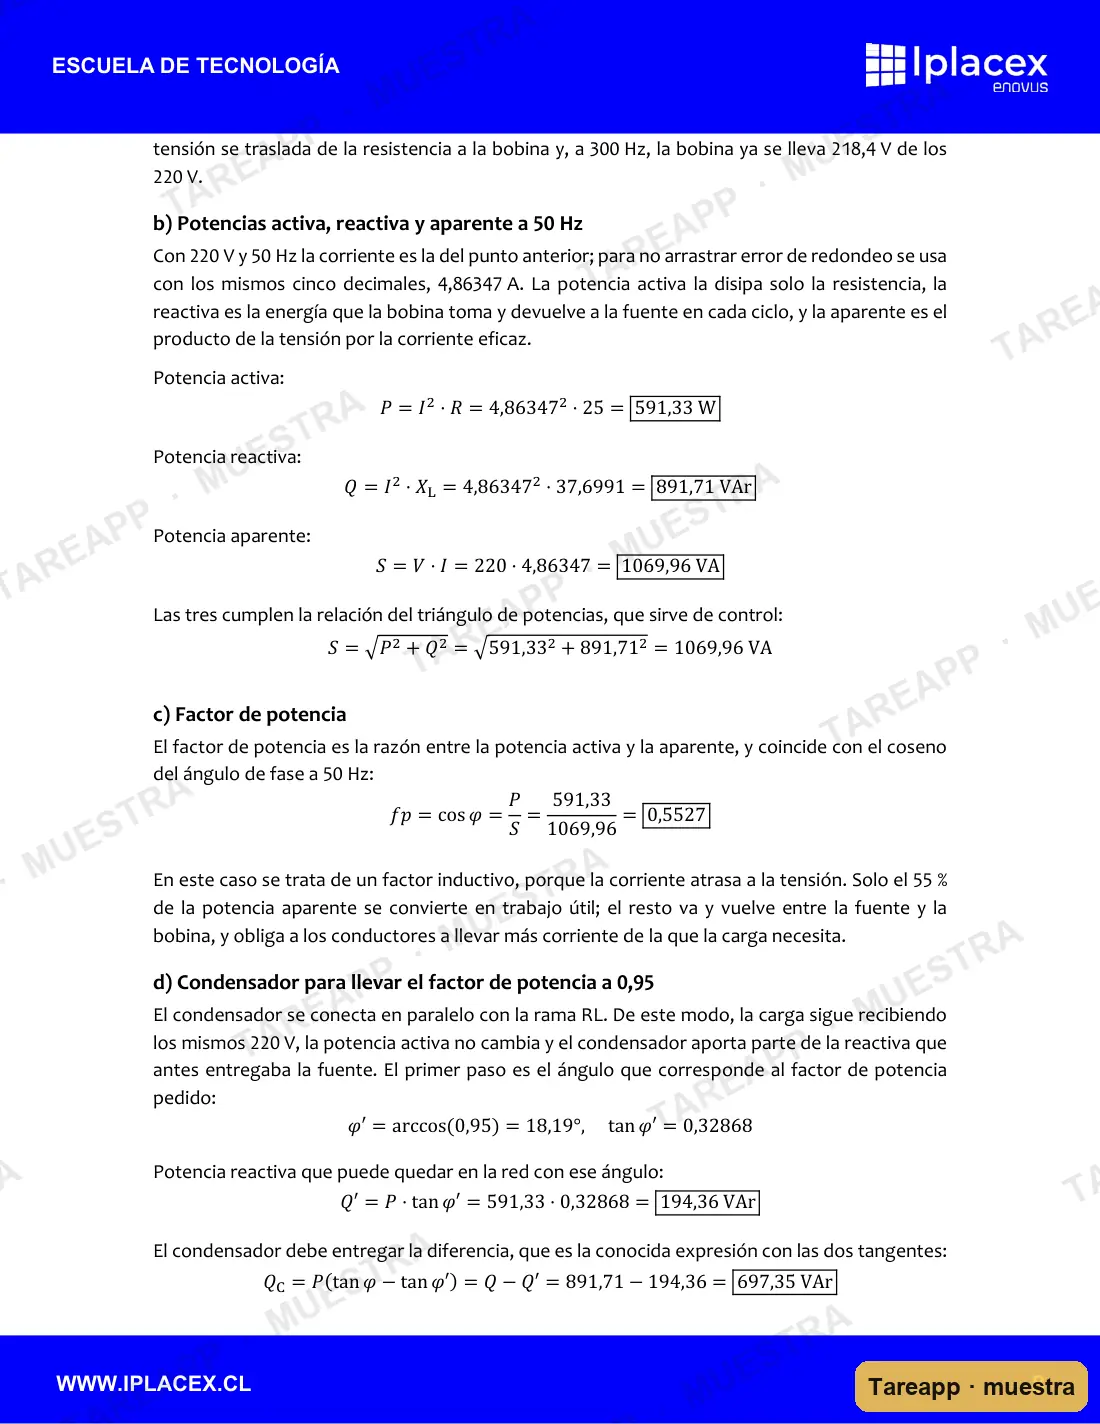 ESCUELA DE TECNOLOGÍA
Iplacex
enovus
tensión se traslada de la resistencia a la bobina y, a 300 Hz, la bobina ya se lleva 218,4 V de los
220 V.
b) Potencias activa, reactiva y aparente a 50 Hz
Con 220 V y 50 Hz la corriente es la del punto anterior; para no arrastrar error de redondeo se usa
con los mismos cinco decimales, 4,86347 A. La potencia activa la disipa solo la resistencia, la
reactiva es la energía que la bobina toma y devuelve a la fuente en cada ciclo, y la aparente es el
producto de la tensión por la corriente eficaz.
Potencia activa:
P = I² · R = 4,86347² · 25 = 591,33 W
Potencia reactiva:
Q = I² · X_L = 4,86347² · 37,6991 = 891,71 VAr
Potencia aparente:
S = V · I = 220 · 4,86347 = 1069,96 VA
Las tres cumplen la relación del triángulo de potencias, que sirve de control:
S = √(P² + Q²) = √(591,33² + 891,71²) = 1069,96 VA
c) Factor de potencia
El factor de potencia es la razón entre la potencia activa y la aparente, y coincide con el coseno
del ángulo de fase a 50 Hz:
fp = cos φ = P/S = 591,33/1069,96 = 0,5527
En este caso se trata de un factor inductivo, porque la corriente atrasa a la tensión. Solo el 55 %
de la potencia aparente se convierte en trabajo útil; el resto va y vuelve entre la fuente y la
bobina, y obliga a los conductores a llevar más corriente de la que la carga necesita.
d) Condensador para llevar el factor de potencia a 0,95
El condensador se conecta en paralelo con la rama RL. De este modo, la carga sigue recibiendo
los mismos 220 V, la potencia activa no cambia y el condensador aporta parte de la reactiva que
antes entregaba la fuente. El primer paso es el ángulo que corresponde al factor de potencia
pedido:
φ′ = arccos(0,95) = 18,19°, tan φ′ = 0,32868
Potencia reactiva que puede quedar en la red con ese ángulo:
Q′ = P · tan φ′ = 591,33 · 0,32868 = 194,36 VAr
El condensador debe entregar la diferencia, que es la conocida expresión con las dos tangentes:
Q_C = P(tan φ − tan φ′) = Q − Q′ = 891,71 − 194,36 = 697,35 VAr
WWW.IPLACEX.CL
Tareapp · muestra
TAREAPP · MUESTRA